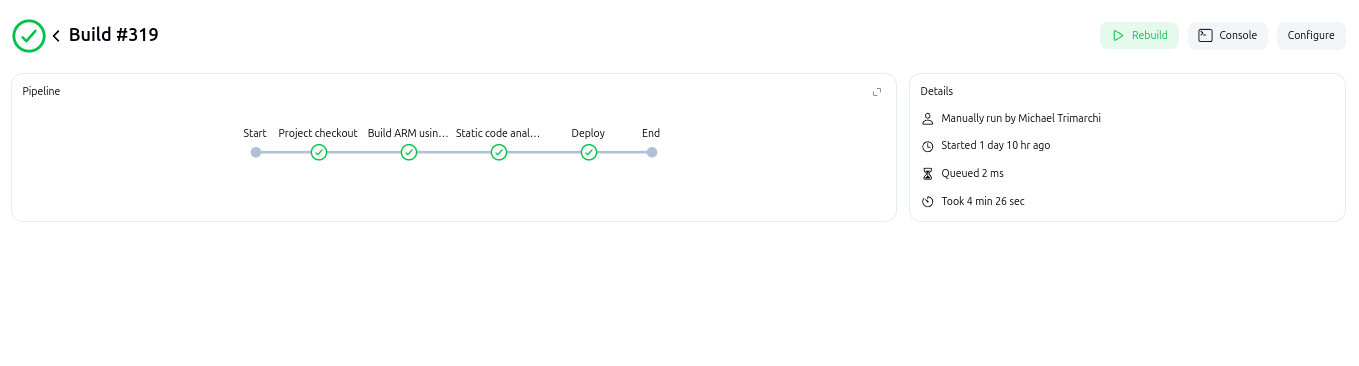 Build #319
Rebuild
Console
Configure
Pipeline
Start
Project checkout
Build ARM usin...
Static code anal...
Deploy
End
Details
Manually run by Michael Trimarchi
Started 1 day 10 hr ago
Queued 2 ms
Took 4 min 26 sec